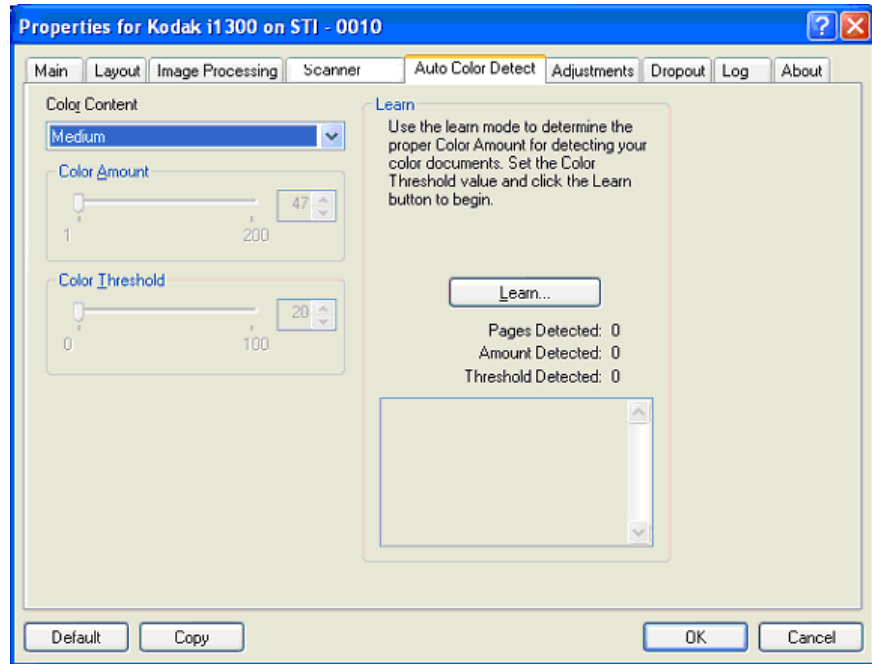 Properties for Kodak i1300 on STI - 0010
Main Layout Image Processing Scanner Auto Color Detect Adjustments Dropout Log About
Color Content
Medium
Color Amount
47
1 200
Color Threshold
20
0 100
Learn
Use the learn mode to determine the
proper Color Amount for detecting your
color documents. Set the Color
Threshold value and click the Learn
button to begin.
Learn...
Pages Detected: 0
Amount Detected: 0
Threshold Detected: 0
Default Copy OK Cancel